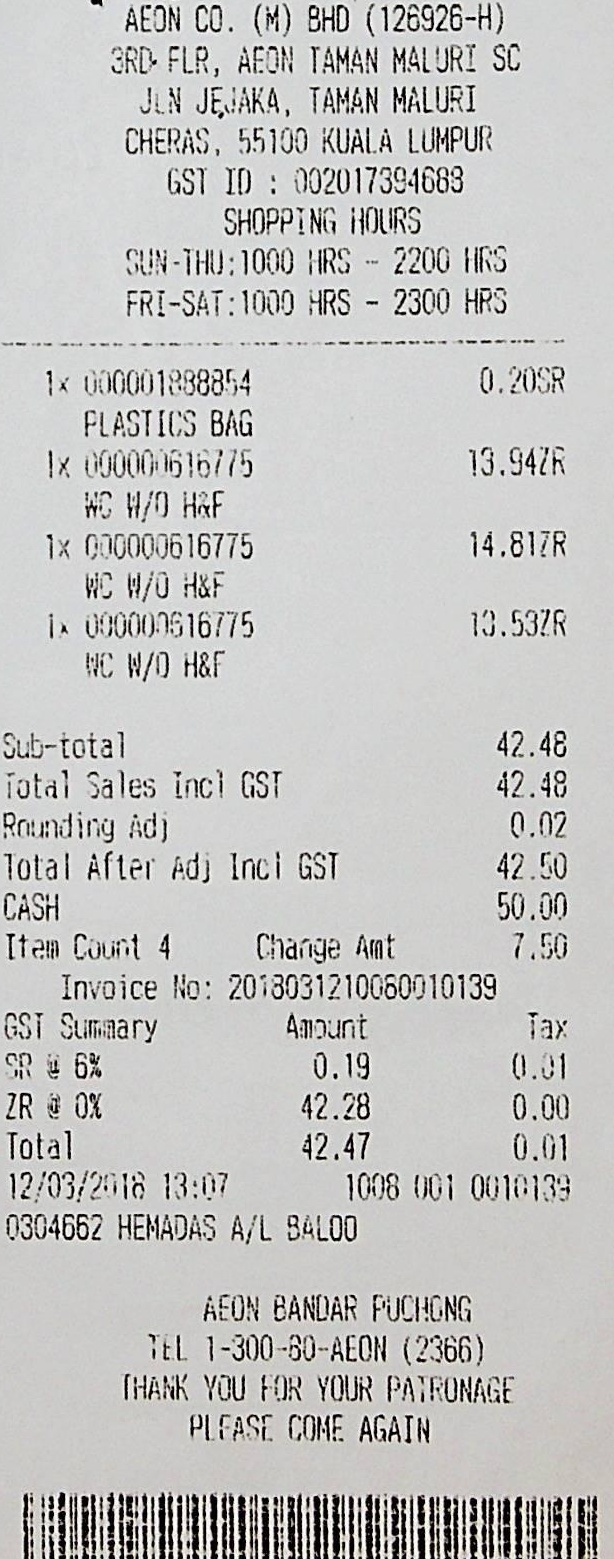 AEON CO. (M) BHD (126926-H)
3RD FLR, AEON TAMAN MALURI SC
JLN JEJAKA, TAMAN MALURI
CHERAS, 55100 KUALA LUMPUR
GST ID : 002017394688
SHOPPING HOURS
SUN-THU:1000 HRS - 2200 HRS
FRI-SAT:1000 HRS - 2300 HRS
1x 000001888854 0.20SR
PLASTICS BAG
1x 000000616775 13.94ZR
WC W/O H&F
1x 000000616775 14.81ZR
WC W/O H&F
1x 000000616775 13.53ZR
WC W/O H&F
Sub-total 42.48
Total Sales Incl GST 42.48
Rounding Adj 0.02
Total After Adj Incl GST 42.50
CASH 50.00
Item Count 4 Change Amt 7.50
Invoice No: 2018031210080010139
GST Summary Amount Tax
SR @ 6% 0.19 0.01
ZR @ 0% 42.28 0.00
Total 42.47 0.01
12/03/2018 13:07 1008 001 0010139
0304662 HEMADAS A/L BALOO
AEON BANDAR PUCHONG
TEL 1-300-80-AEON (2366)
THANK YOU FOR YOUR PATRONAGE
PLEASE COME AGAIN